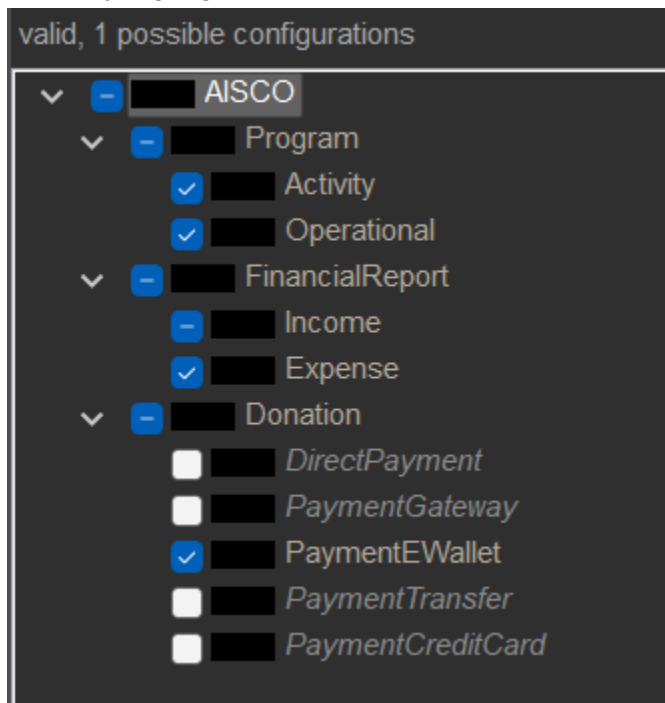 valid, 1 possible configurations
AISCO
Program
Activity
Operational
FinancialReport
Income
Expense
Donation
DirectPayment
PaymentGateway
PaymentEWallet
PaymentTransfer
PaymentCreditCard